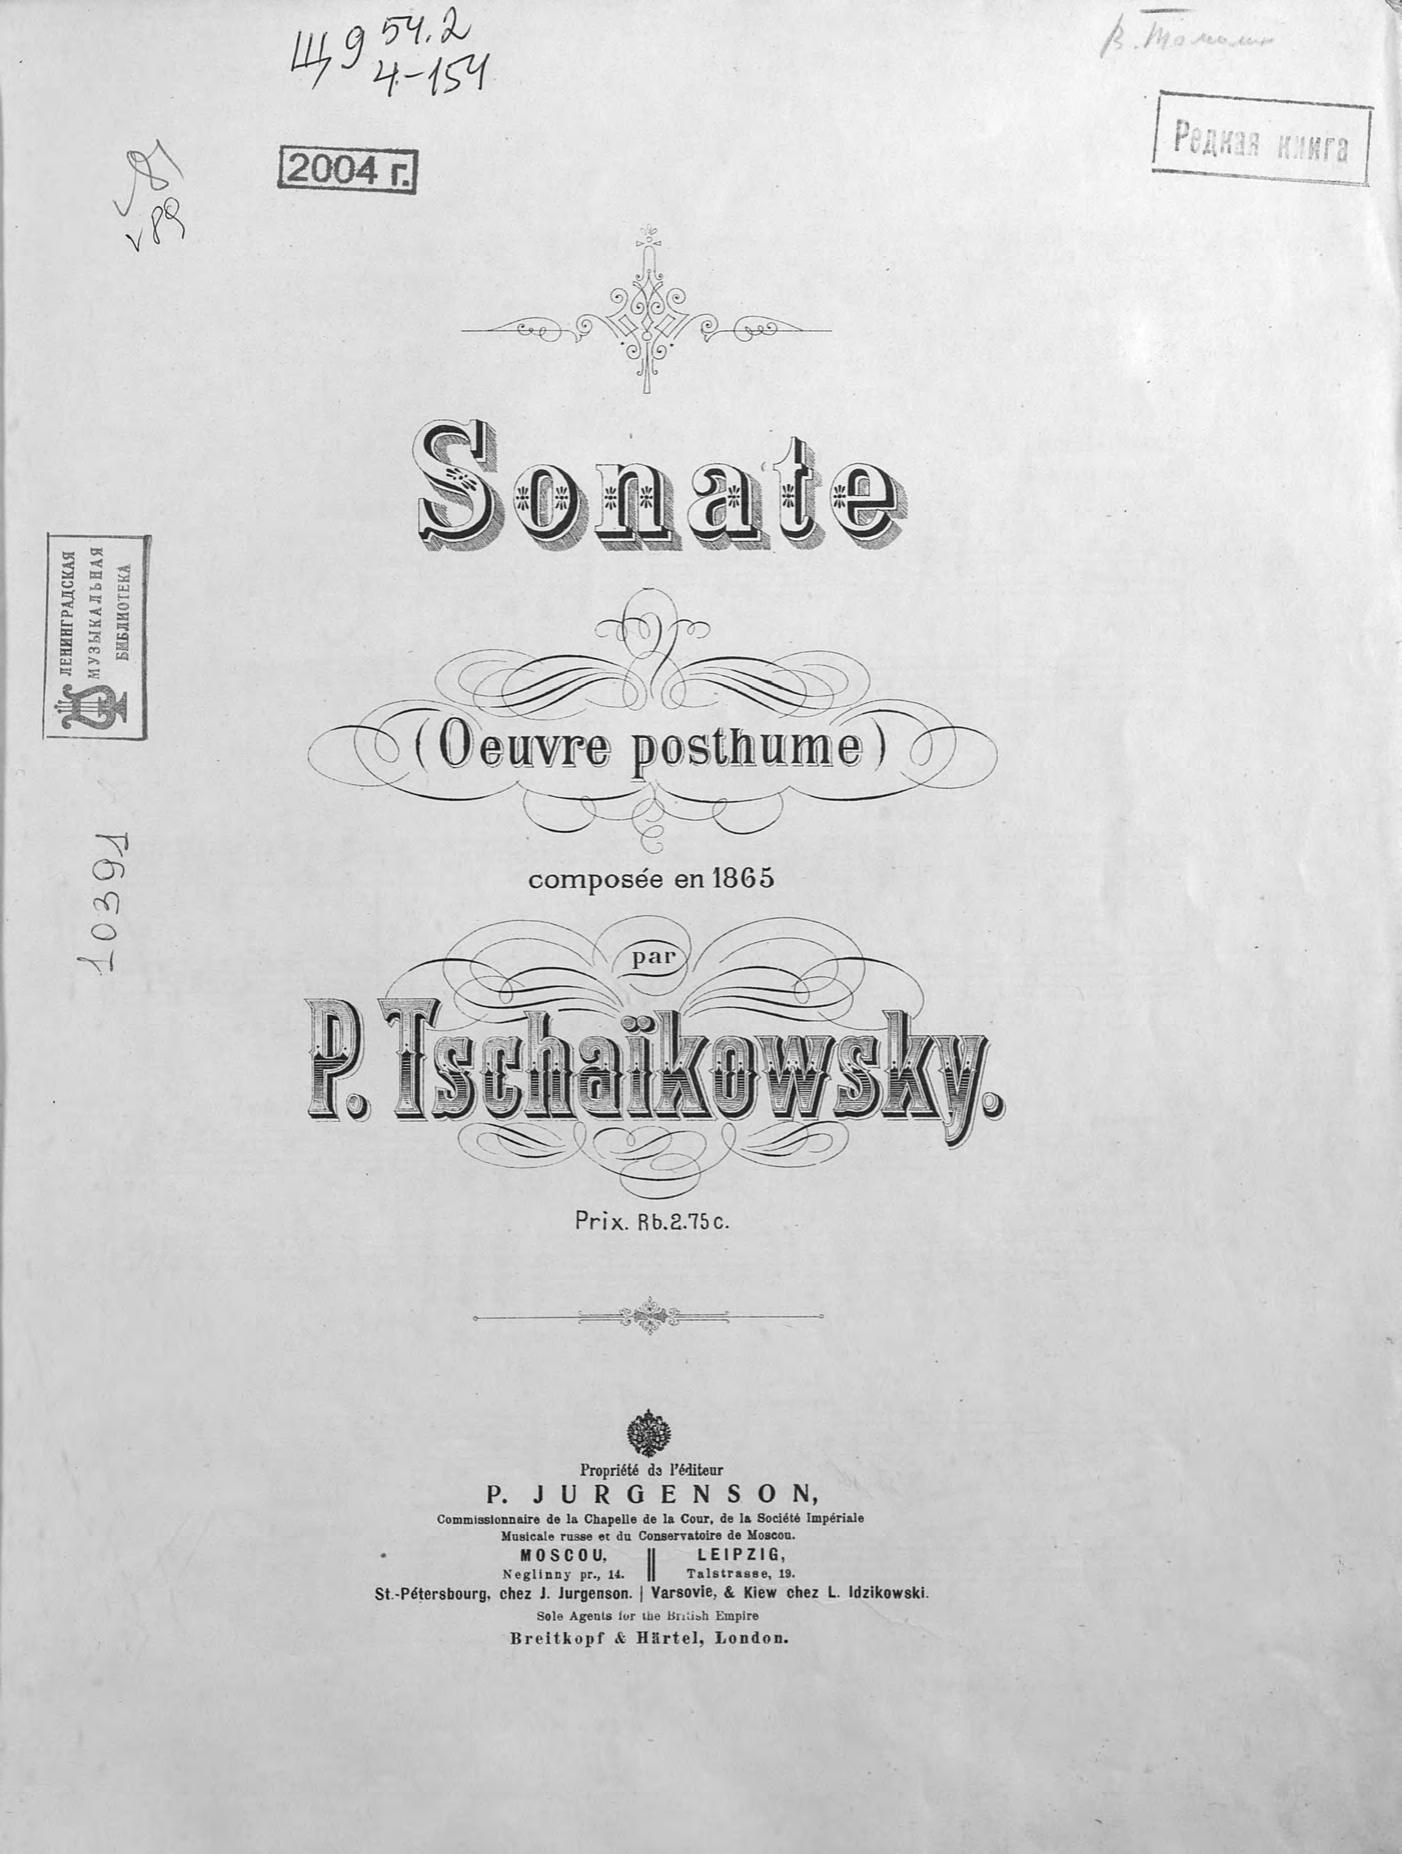 Щ9 54.2
4-154
2004 г.
Редкая книга
v 89
Sonate
ЛЕНИНГРАДСКАЯ
МУЗЫКАЛЬНАЯ
БИБЛИОТЕКА
(Oeuvre posthume)
10391
composée en 1865
par
P. Tschaïkowsky.
Prix. Rb.2.75c.
Propriété de l'éditeur
P. JURGENSON,
Commissionnaire de la Chapelle de la Cour, de la Société Impériale
Musicale russe et du Conservatoire de Moscou.
MOSCOU, LEIPZIG,
Neglinny pr., 14. Talstrasse, 19.
St.-Pétersbourg, chez J. Jurgenson. | Varsovie, & Kiew chez L. Idzikowski.
Sole Agents for the British Empire
Breitkopf & Härtel, London.